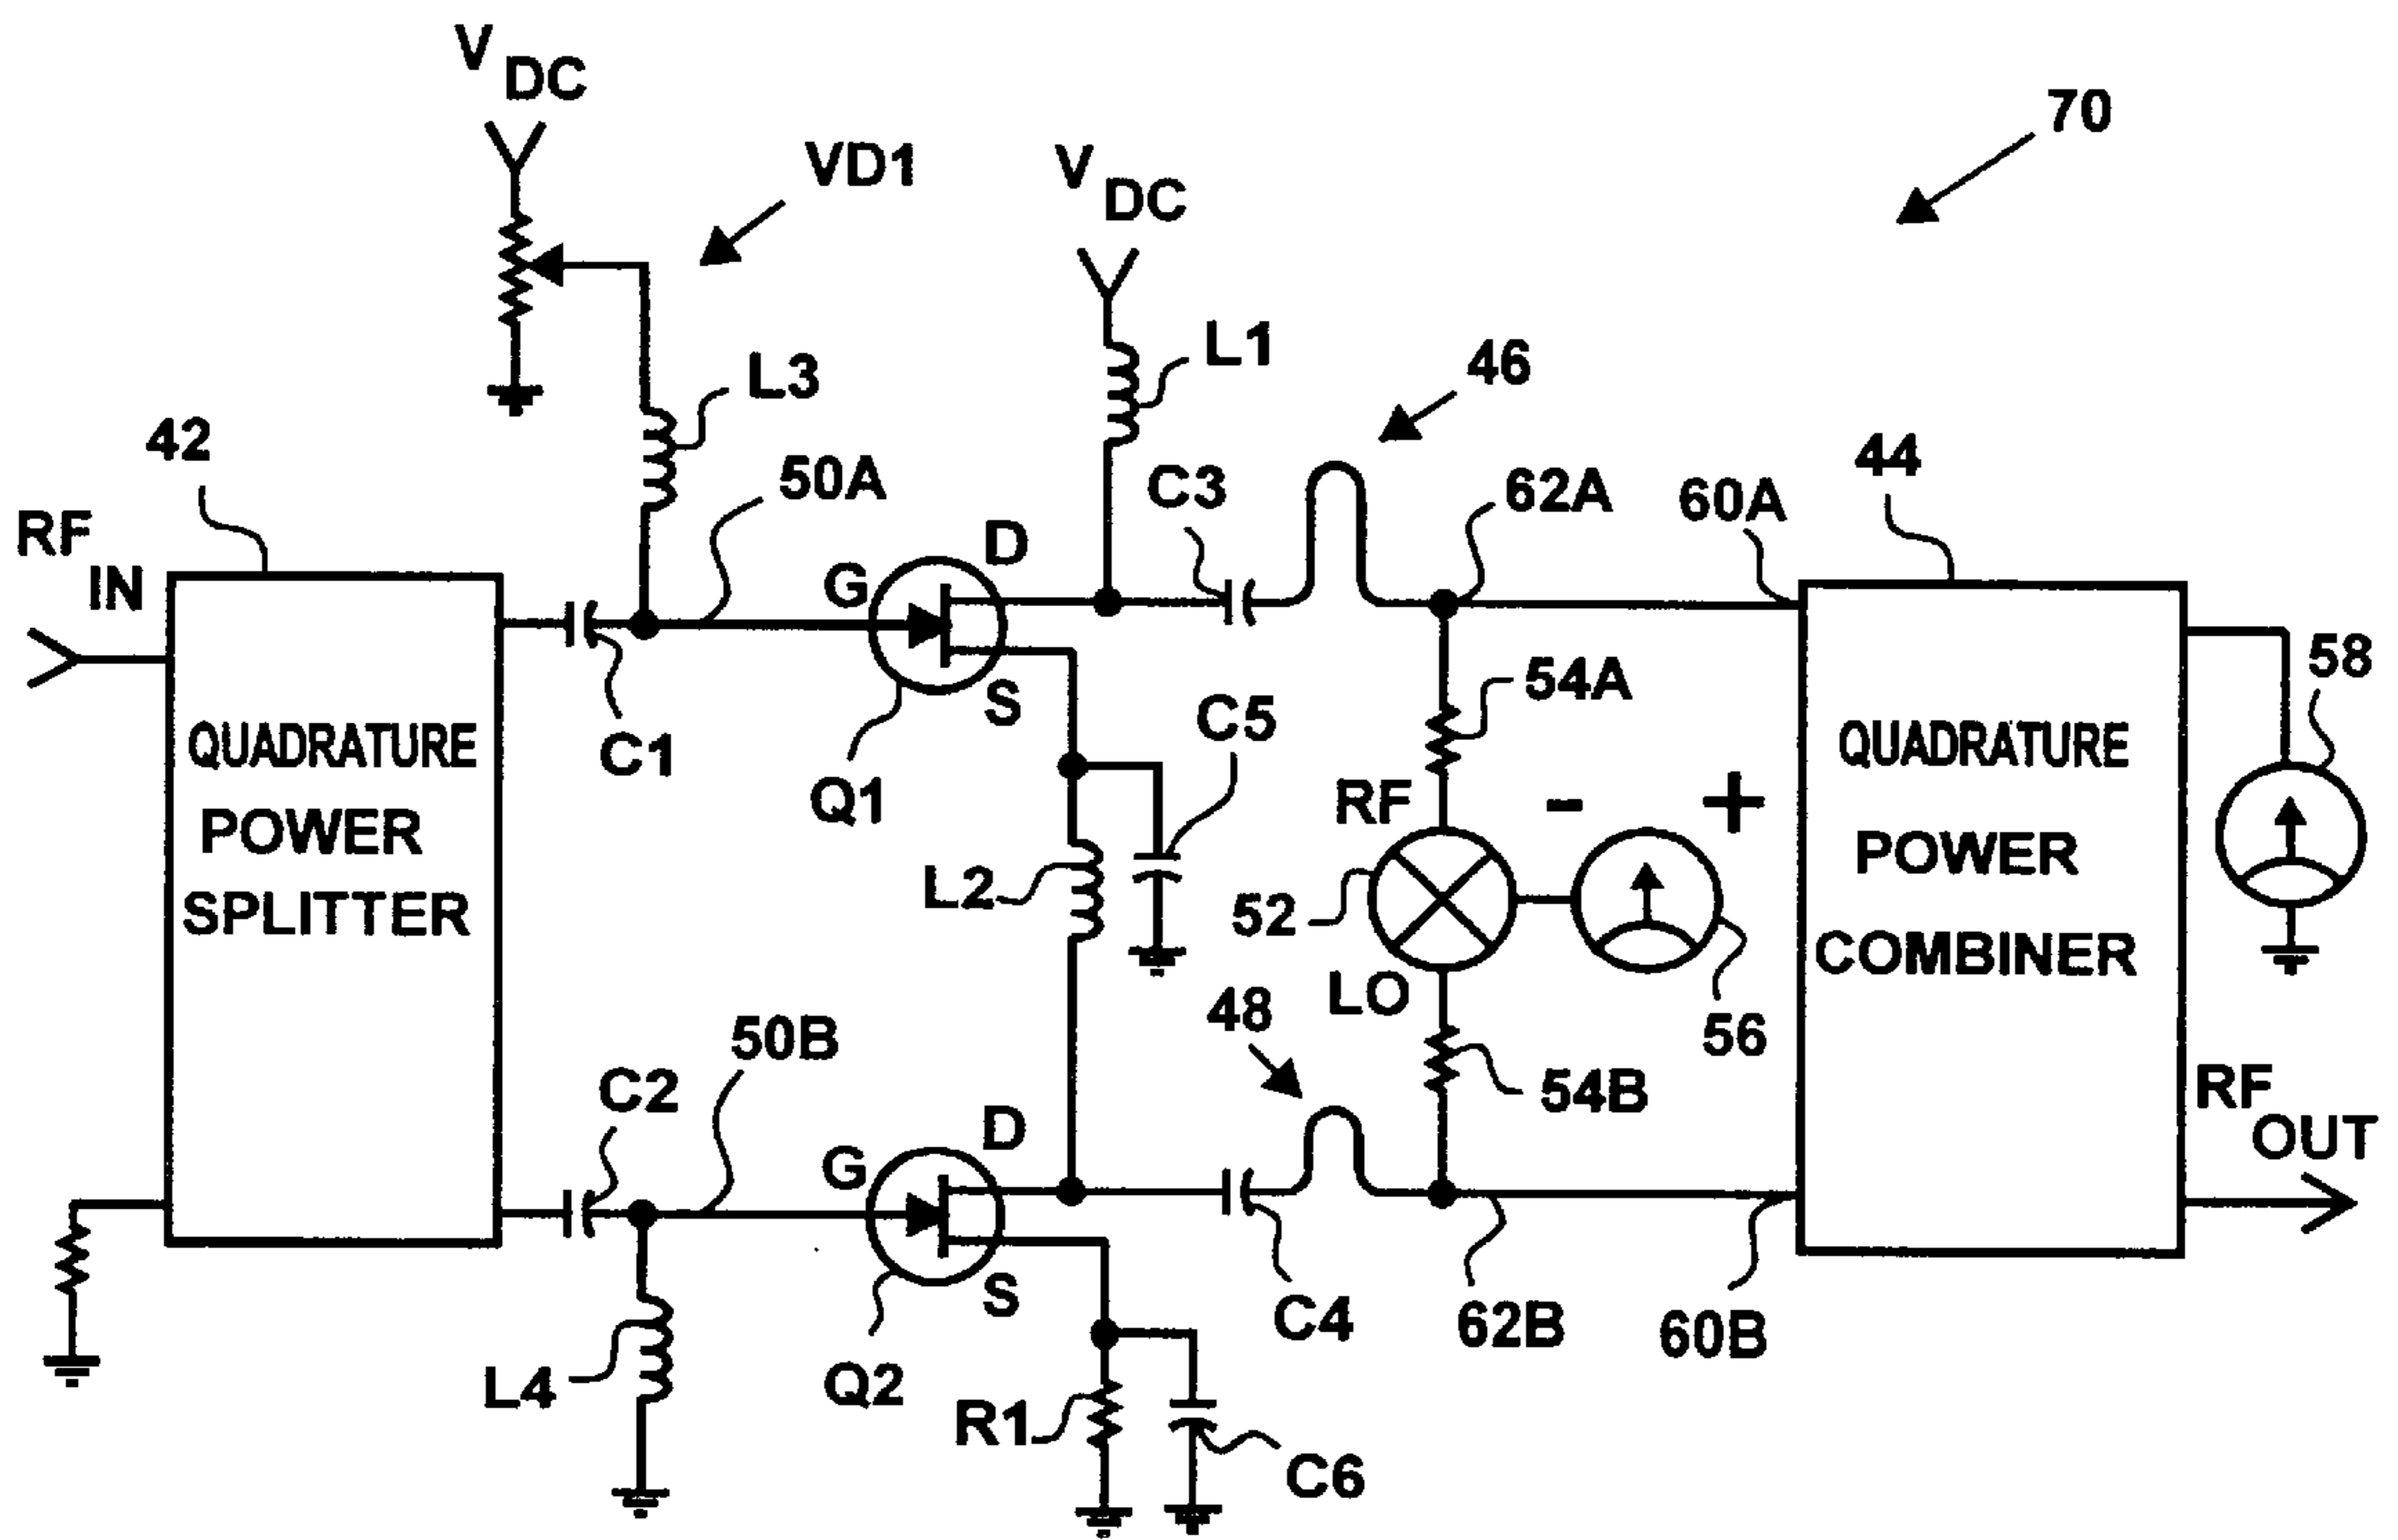 V DC
VD1
V DC
70
L1
46
L3
42
50A
C3
62A
60A
44
RF IN
D
G
58
QUADRATURE
POWER
SPLITTER
C1
S
54A
C5
Q1
RF
-
+
QUADRATURE
POWER
COMBINER
L2
52
LO
48
56
50B
C2
54B
D
G
RF OUT
S
C4
62B
60B
L4
Q2
R1
C6